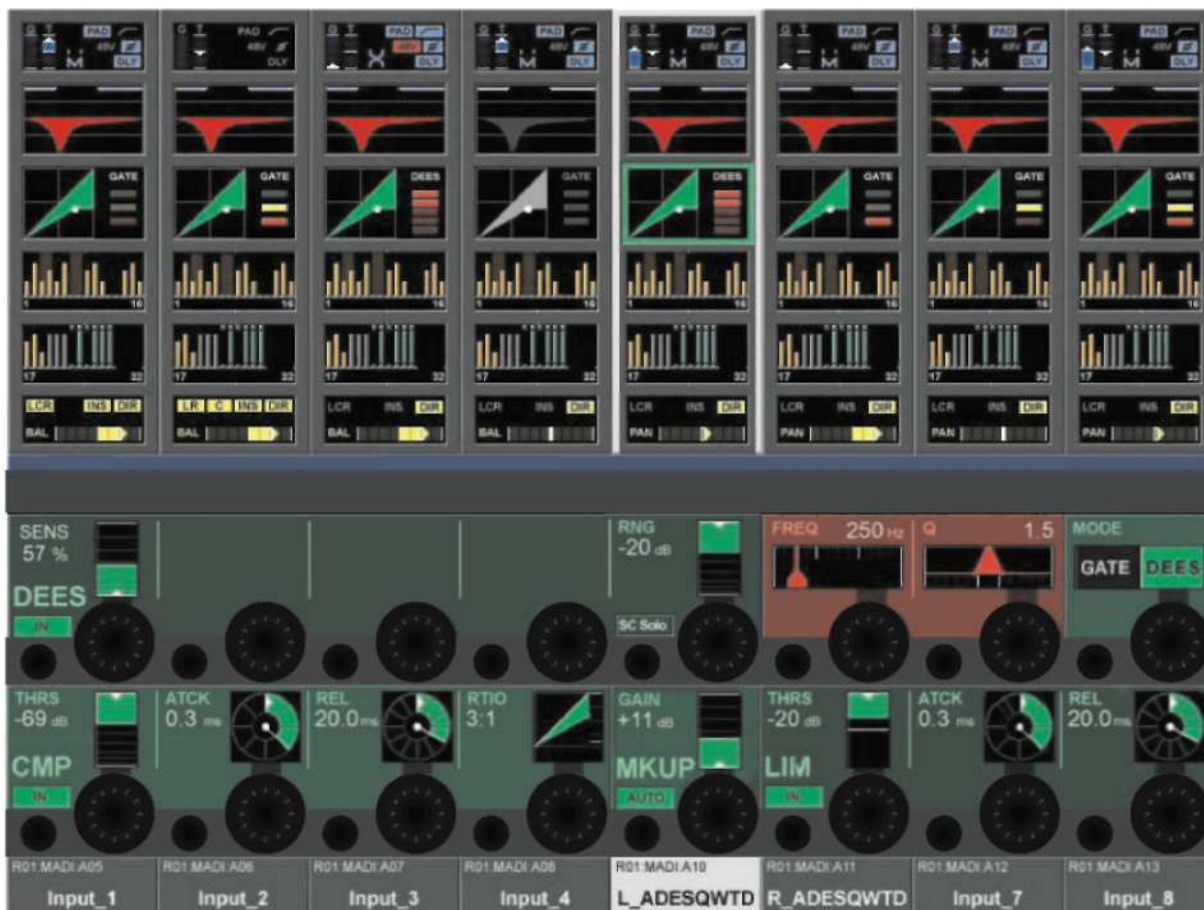 G T PAD G T PAD G T PAD G T PAD G T PAD G T PAD G T PAD G T PAD
48V 48V 48V 48V 48V 48V 48V 48V
DLY DLY DLY DLY DLY DLY DLY DLY
GATE GATE DEES GATE DEES GATE GATE GATE
1 16 1 16 1 16 1 16 1 16 1 16 1 16 1 16
17 32 17 32 17 32 17 32 17 32 17 32 17 32 17 32
LCR INS DIR LR C INS DIR LCR INS DIR LCR INS DIR LCR INS DIR LCR INS DIR LCR INS DIR LCR INS DIR
BAL BAL BAL BAL PAN PAN PAN PAN
SENS RNG FREQ 250 Hz Q 1.5 MODE
57 % -20 dB
GATE DEES
DEES
IN SC Solo
THRS ATCK REL RTIO GAIN THRS ATCK REL
-69 dB 0.3 ms 20.0 ms 3:1 +11 dB -20 dB 0.3 ms 20.0 ms
CMP MKUP LIM
IN AUTO IN
R01:MADI:A05 R01:MADI:A06 R01:MADI:A07 R01:MADI:A08 R01:MADI:A10 R01:MADI:A11 R01:MADI:A12 R01:MADI:A13
Input_1 Input_2 Input_3 Input_4 L_ADESQWTD R_ADESQWTD Input_7 Input_8